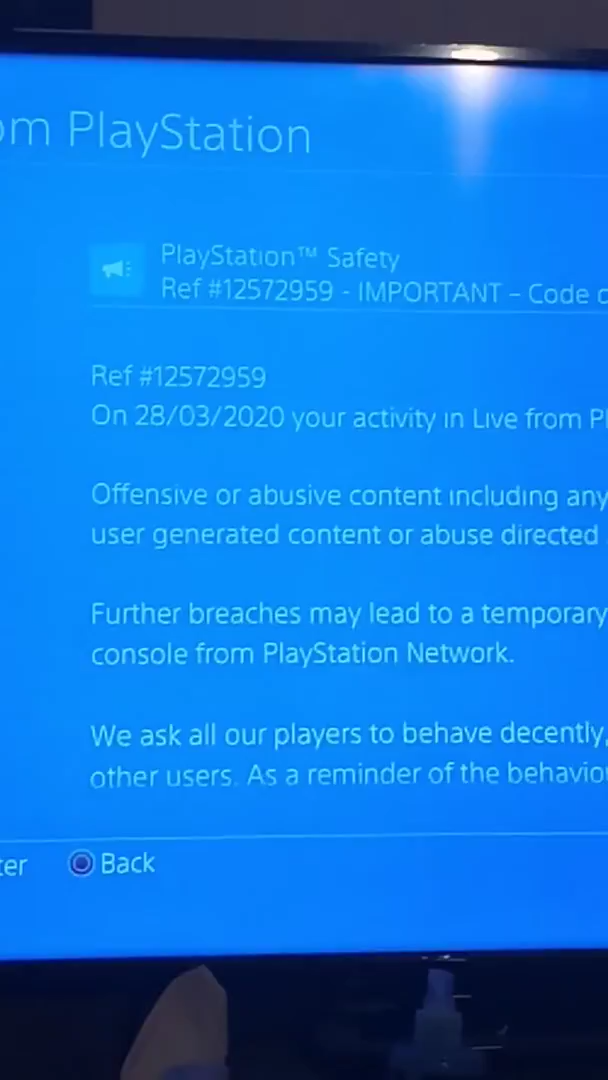 om PlayStation
PlayStation™ Safety
Ref #12572959 - IMPORTANT – Code o
Ref #12572959
On 28/03/2020 your activity in Live from Pl
Offensive or abusive content including any
user generated content or abuse directed
Further breaches may lead to a temporary
console from PlayStation Network.
We ask all our players to behave decently,
other users. As a reminder of the behavio
ter
Back